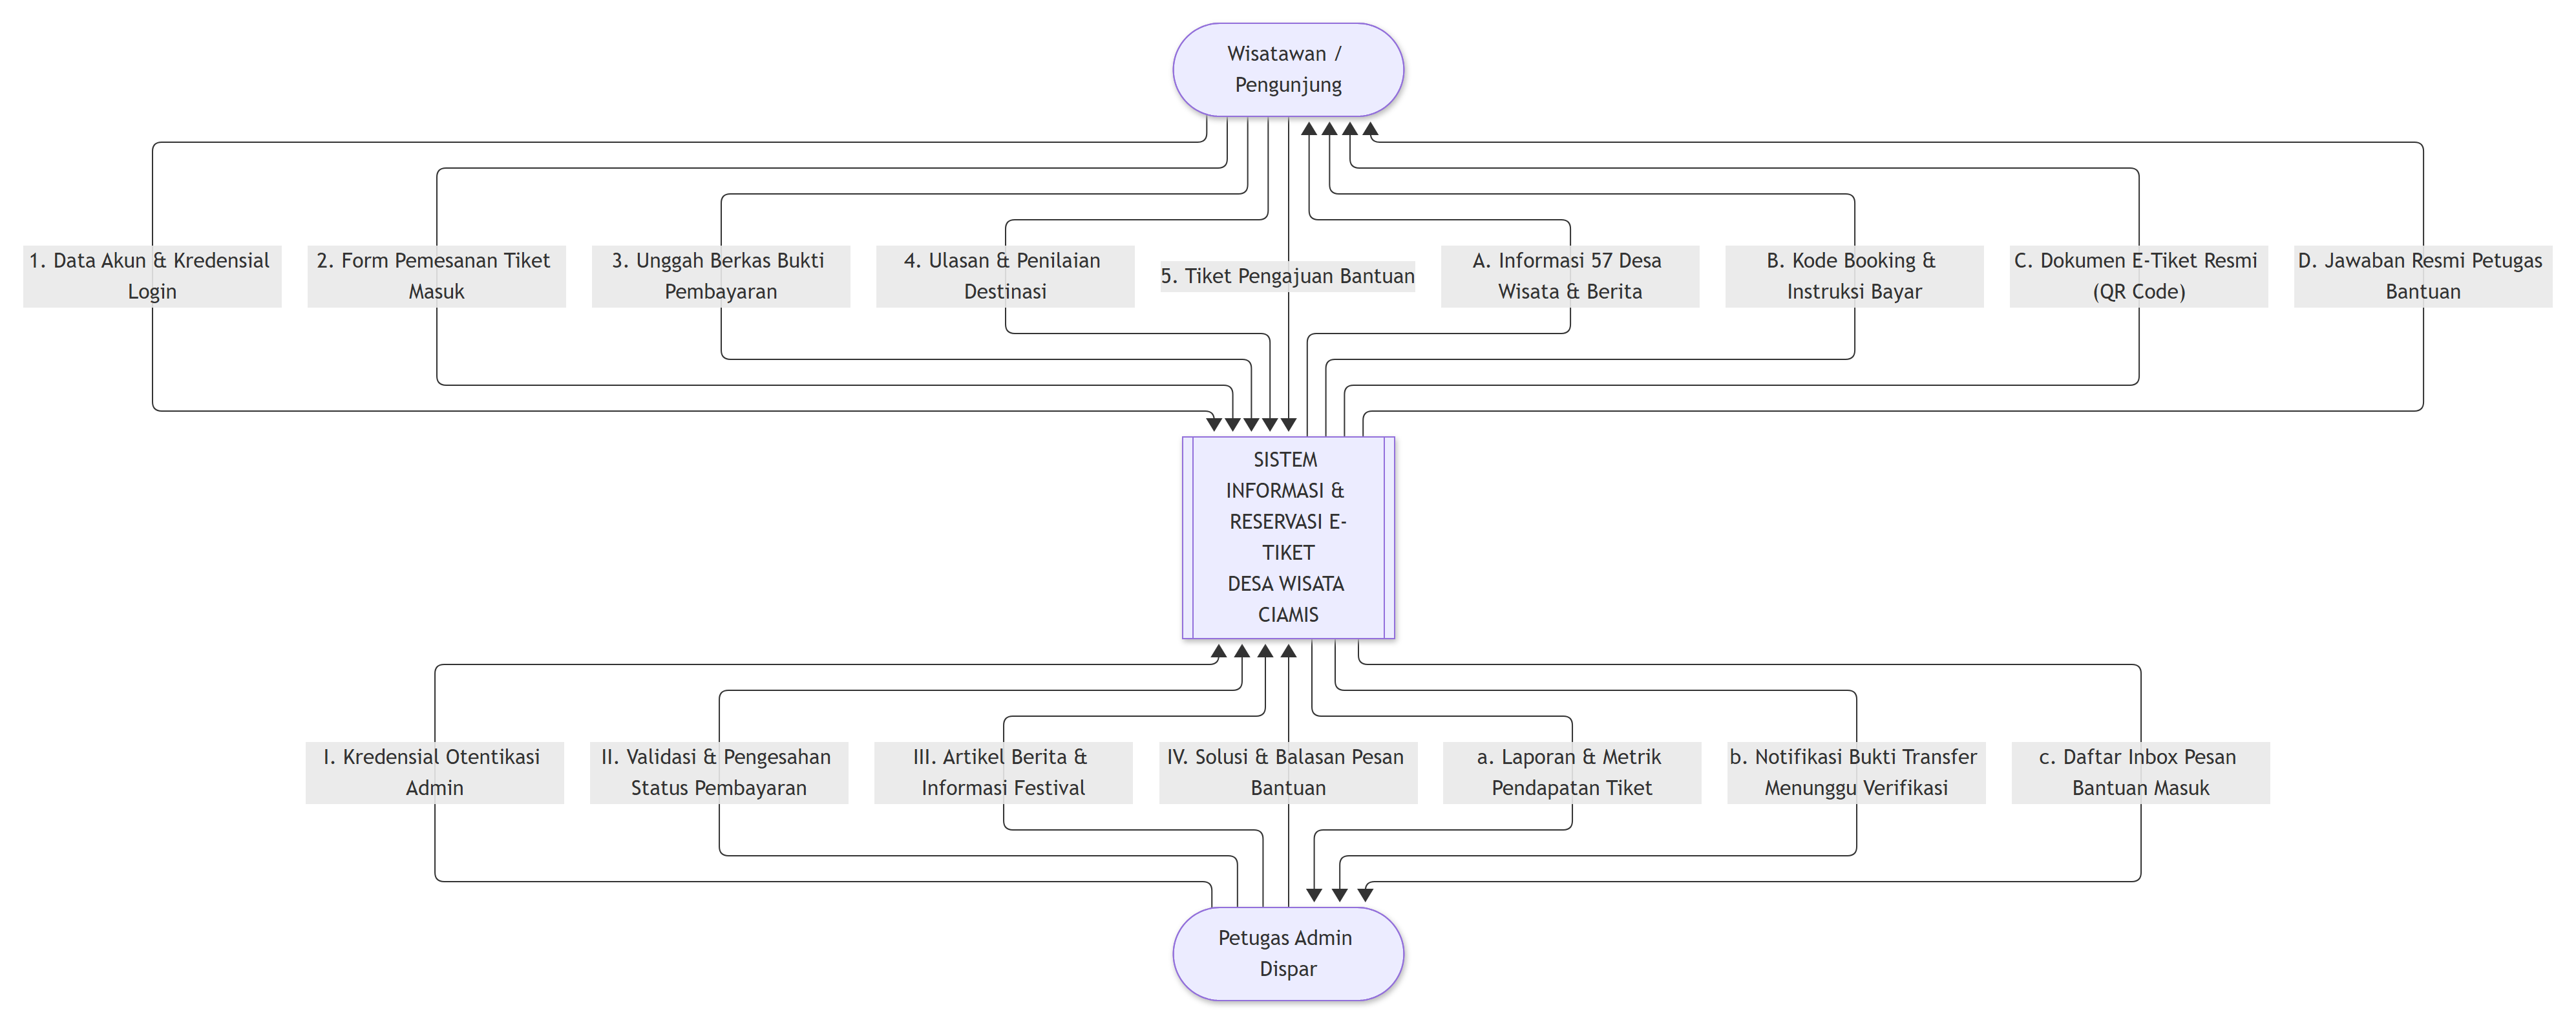 Wisatawan /
Pengunjung
1. Data Akun & Kredensial
Login
2. Form Pemesanan Tiket
Masuk
3. Unggah Berkas Bukti
Pembayaran
4. Ulasan & Penilaian
Destinasi
5. Tiket Pengajuan Bantuan
A. Informasi 57 Desa
Wisata & Berita
B. Kode Booking &
Instruksi Bayar
C. Dokumen E-Tiket Resmi
(QR Code)
D. Jawaban Resmi Petugas
Bantuan
SISTEM
INFORMASI &
RESERVASI E-
TIKET
DESA WISATA
CIAMIS
I. Kredensial Otentikasi
Admin
II. Validasi & Pengesahan
Status Pembayaran
III. Artikel Berita &
Informasi Festival
IV. Solusi & Balasan Pesan
Bantuan
a. Laporan & Metrik
Pendapatan Tiket
b. Notifikasi Bukti Transfer
Menunggu Verifikasi
c. Daftar Inbox Pesan
Bantuan Masuk
Petugas Admin
Dispar